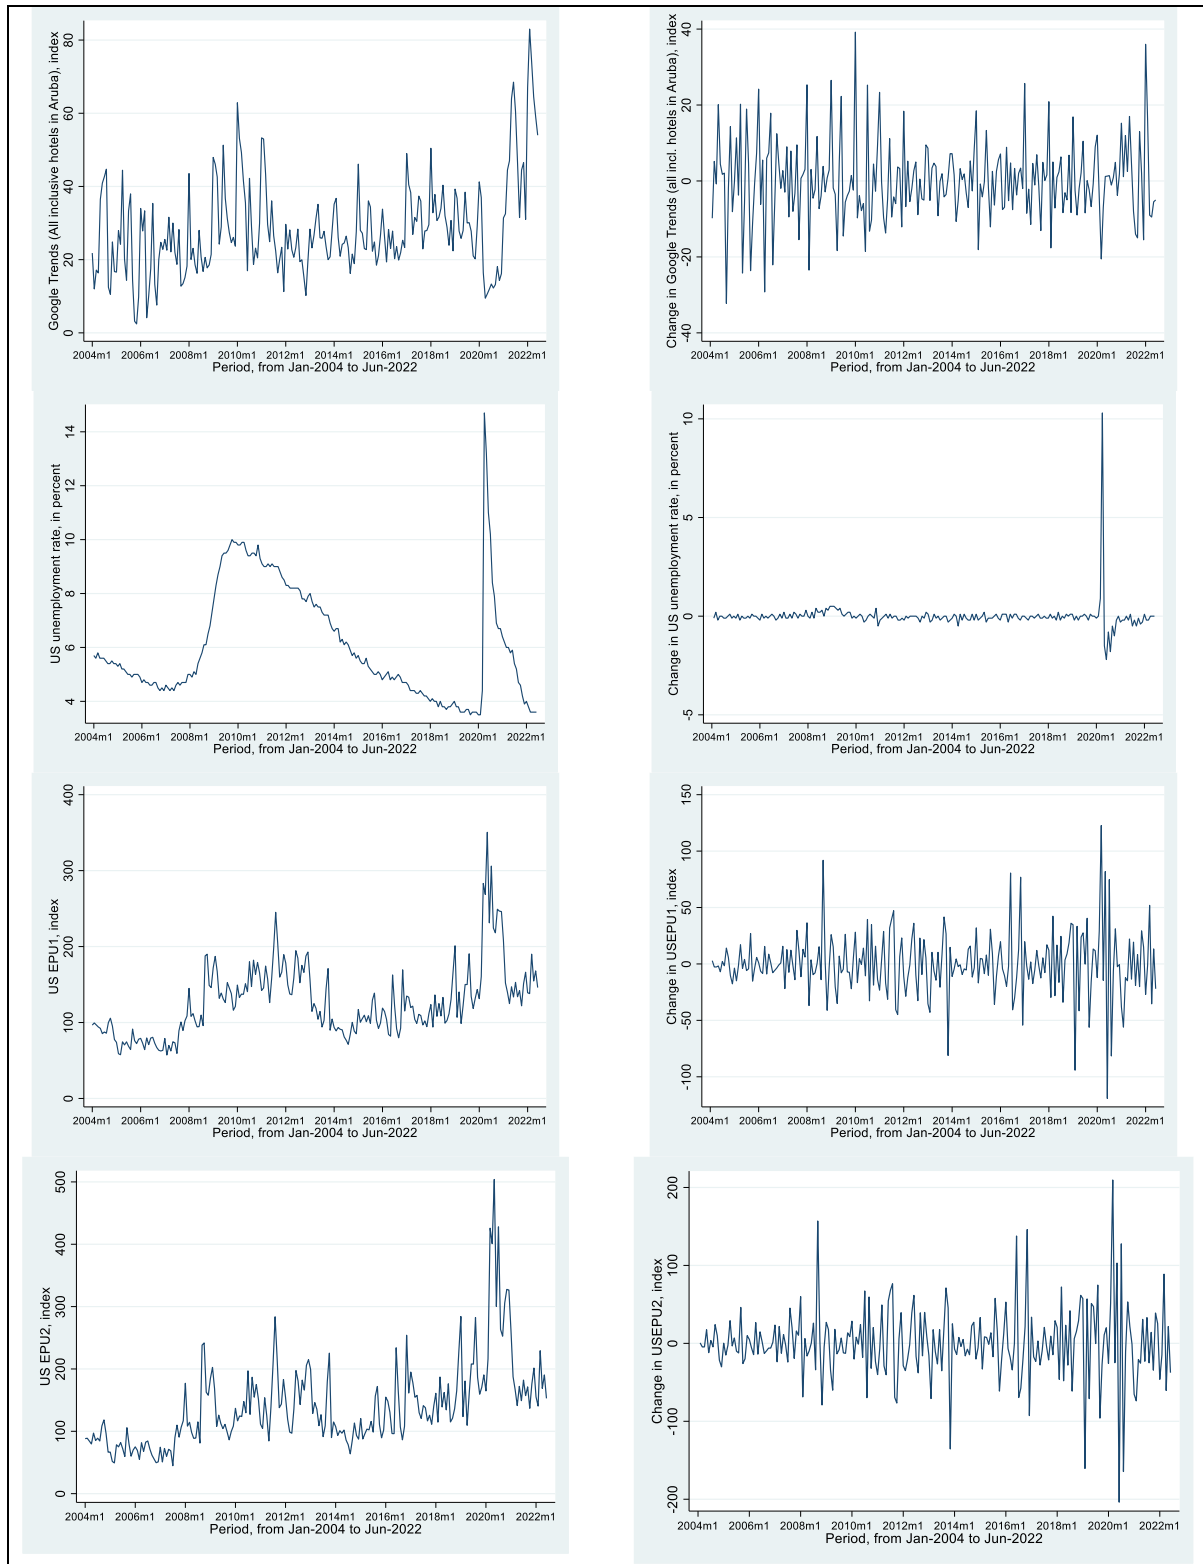 Google Trends (All inclusive hotels in Aruba), index
80
60
40
20
0
2004m1 2006m1 2008m1 2010m1 2012m1 2014m1 2016m1 2018m1 2020m1 2022m1
Period, from Jan-2004 to Jun-2022
Change in Google Trends (all incl. hotels in Aruba), index
40
20
0
-20
-40
2004m1 2006m1 2008m1 2010m1 2012m1 2014m1 2016m1 2018m1 2020m1 2022m1
Period, from Jan-2004 to Jun-2022
US unemployment rate, in percent
14
12
10
8
6
4
2004m1 2006m1 2008m1 2010m1 2012m1 2014m1 2016m1 2018m1 2020m1 2022m1
Period, from Jan-2004 to Jun-2022
Change in US unemployment rate, in percent
10
5
0
-5
2004m1 2006m1 2008m1 2010m1 2012m1 2014m1 2016m1 2018m1 2020m1 2022m1
Period, from Jan-2004 to Jun-2022
US EPU1, index
400
300
200
100
0
2004m1 2006m1 2008m1 2010m1 2012m1 2014m1 2016m1 2018m1 2020m1 2022m1
Period, from Jan-2004 to Jun-2022
Change in USEPU1, index
150
100
50
0
-50
-100
2004m1 2006m1 2008m1 2010m1 2012m1 2014m1 2016m1 2018m1 2020m1 2022m1
Period, from Jan-2004 to Jun-2022
US EPU2, index
500
400
300
200
100
0
2004m1 2006m1 2008m1 2010m1 2012m1 2014m1 2016m1 2018m1 2020m1 2022m1
Period, from Jan-2004 to Jun-2022
Change in USEPU2, index
200
100
0
-100
-200
2004m1 2006m1 2008m1 2010m1 2012m1 2014m1 2016m1 2018m1 2020m1 2022m1
Period, from Jan-2004 to Jun-2022